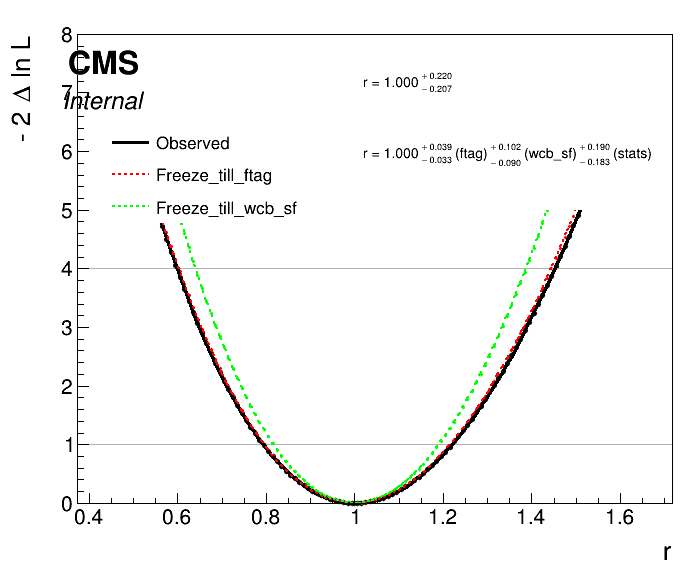 - 2 Δ ln L
8
CMS
7
Internal
r = 1.000 + 0.220 - 0.207
6
r = 1.000 + 0.039 - 0.033 (ftag) + 0.102 - 0.090 (wcb_sf) + 0.190 - 0.183 (stats)
Observed
Freeze_till_ftag
Freeze_till_wcb_sf
5
4
3
2
1
0
0.4 0.6 0.8 1 1.2 1.4 1.6
r